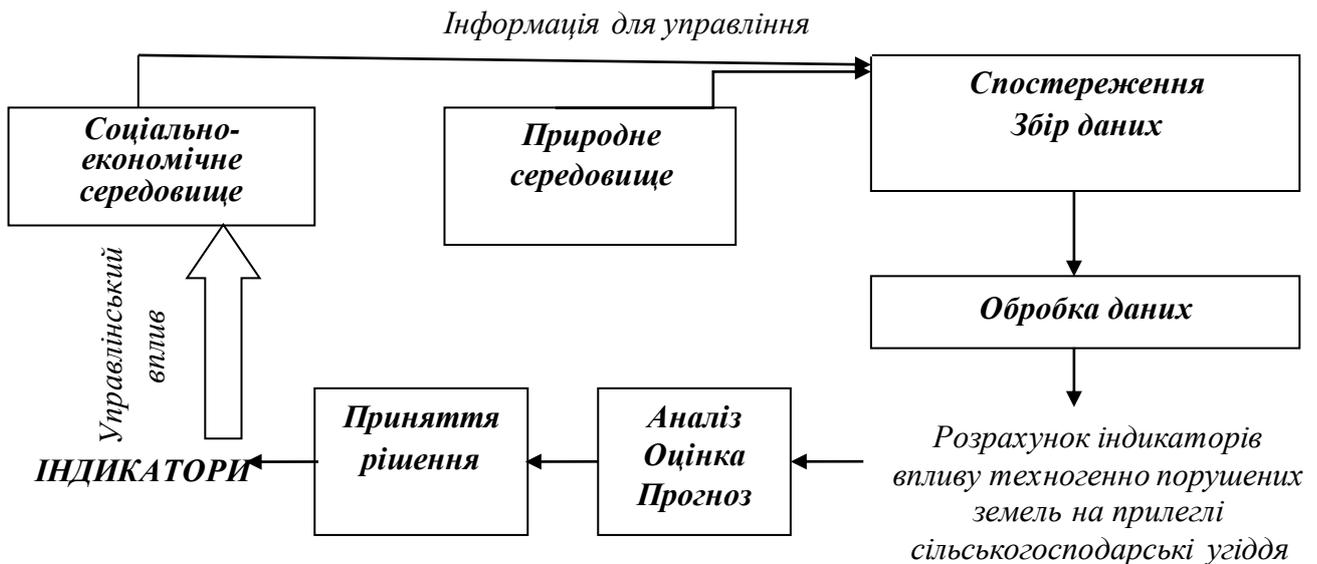 Інформація для управління
Соціально-
економічне
середовище
Природне
середовище
Спостереження
Збір даних
Обробка даних
Управлінський
вплив
ІНДИКАТОРИ
Приняття
рішення
Аналіз
Оцінка
Прогноз
Розрахунок індикаторів
впливу техногенно порушених
земель на прилеглі
сільськогосподарські угіддя